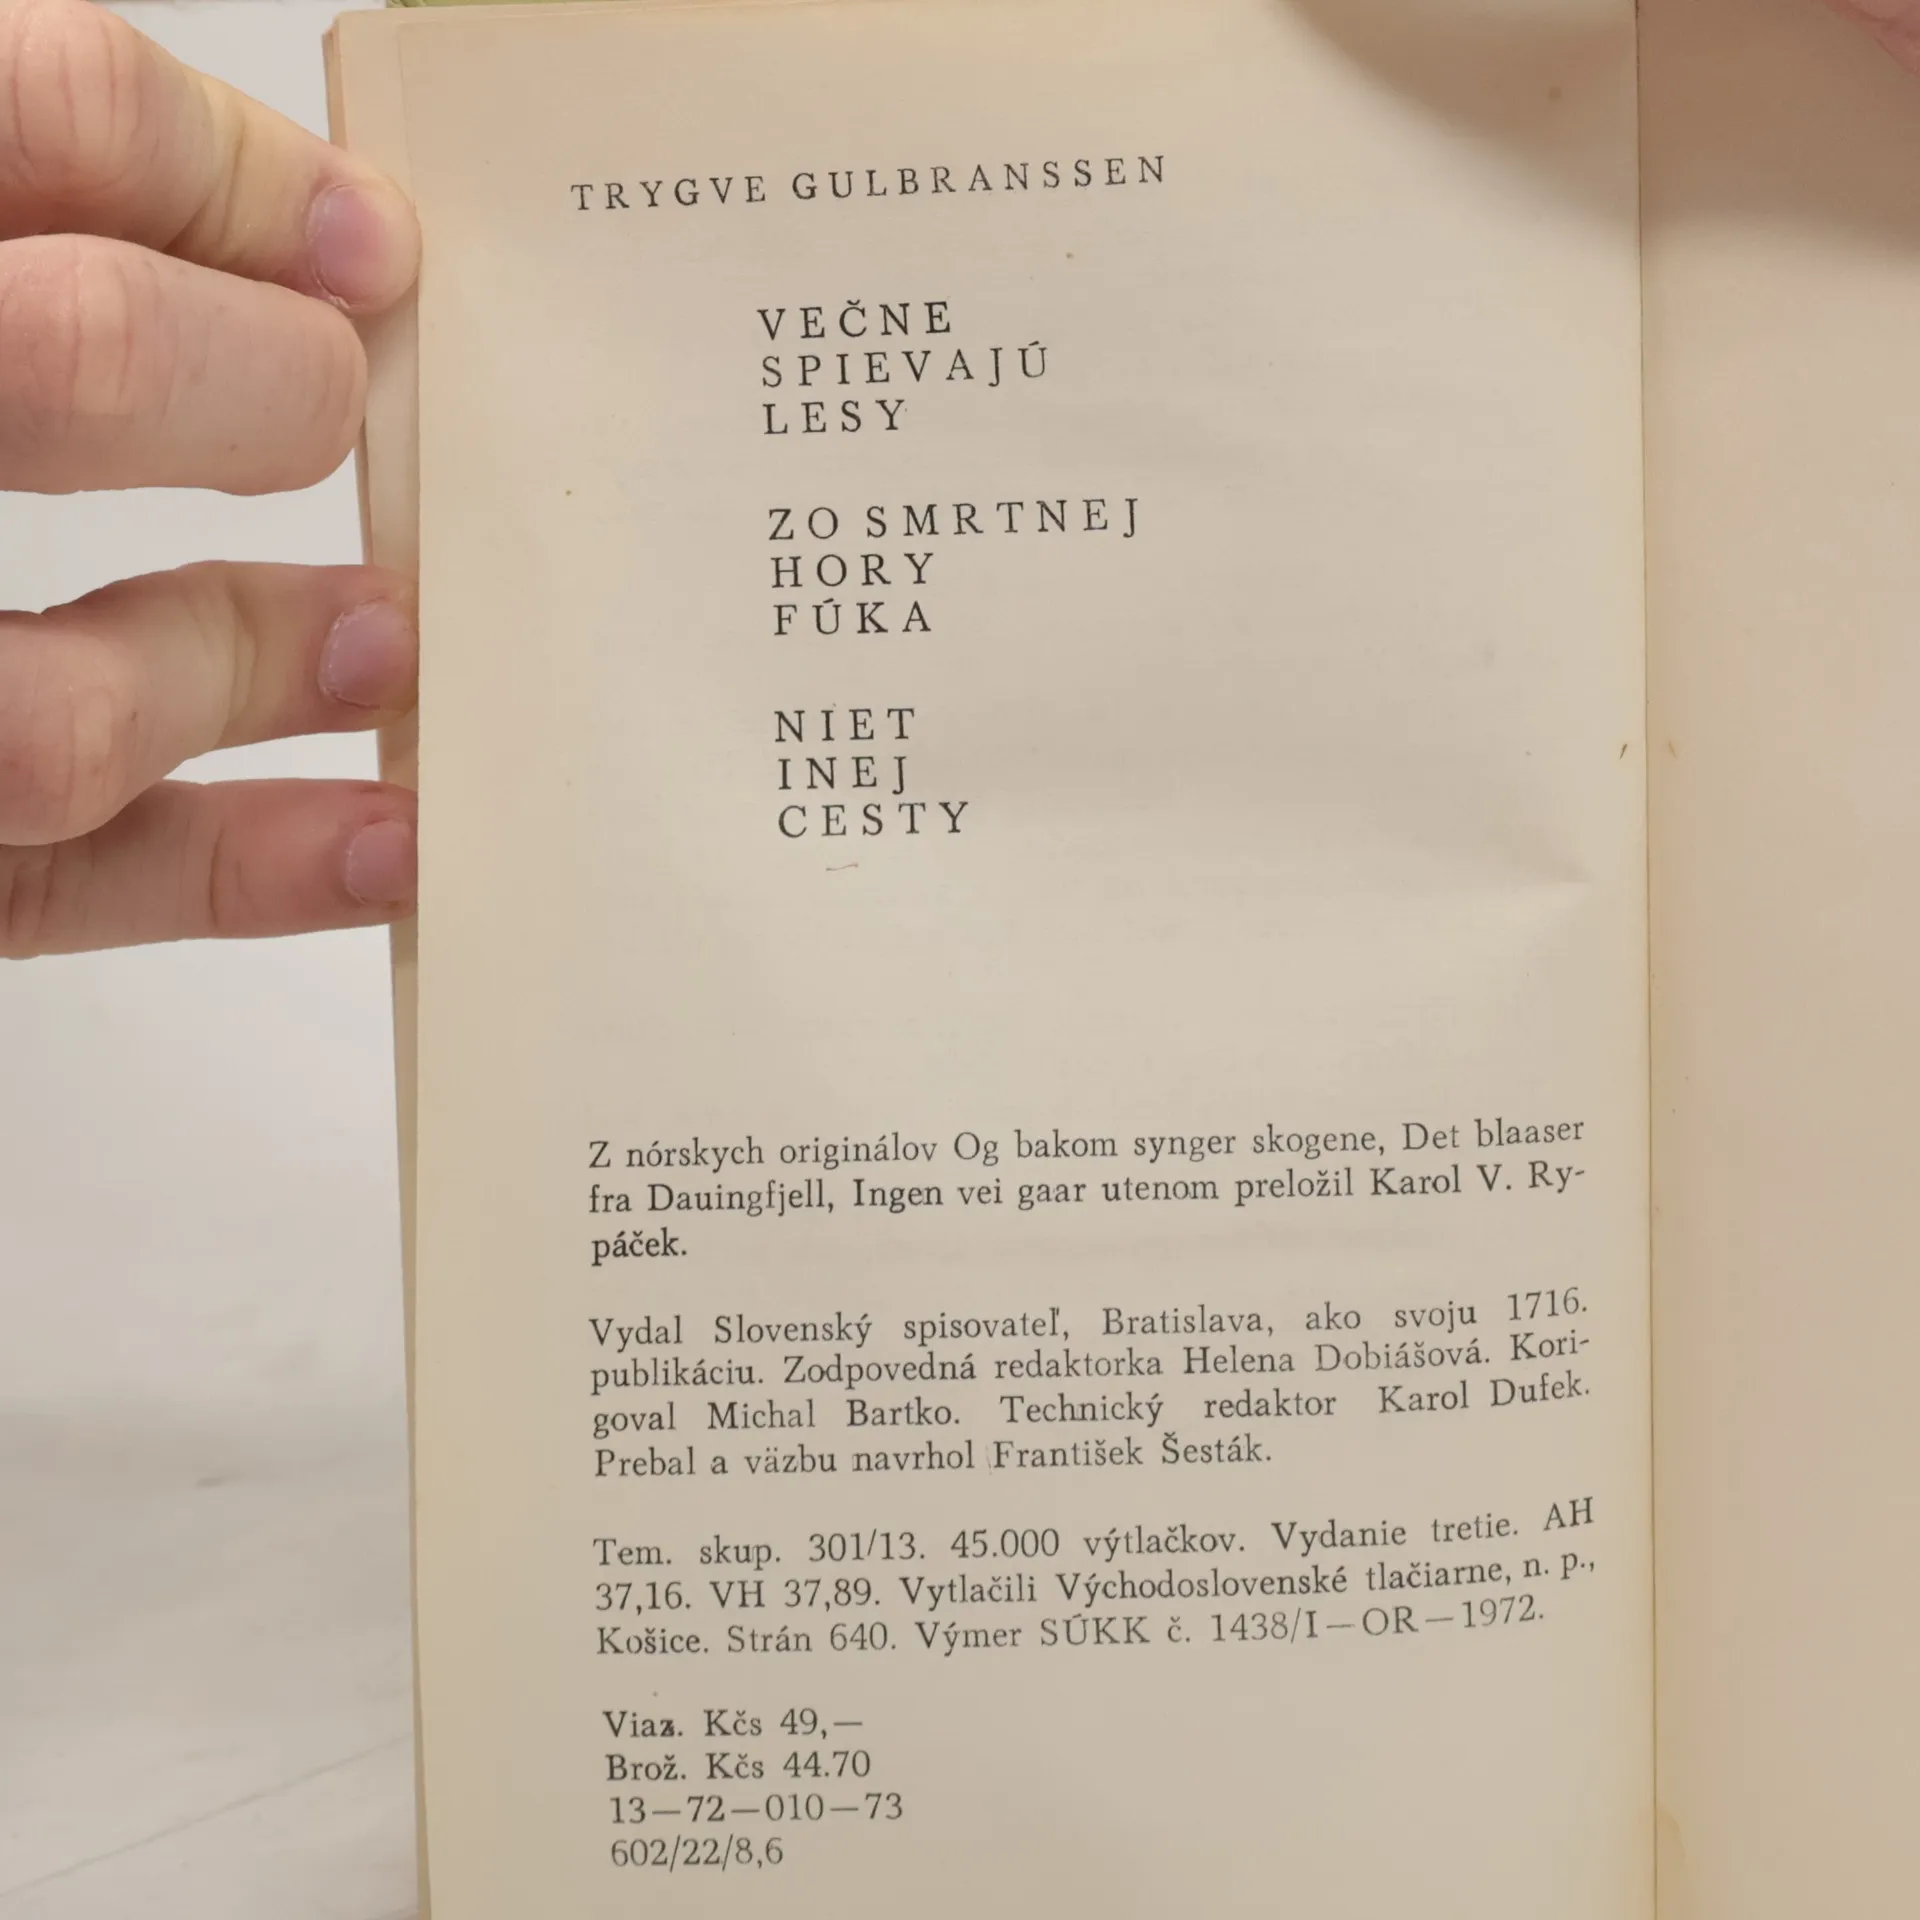 TRYGVE GULBRANSSEN
VEČNE
SPIEVAJÚ
LESY
ZO SMRTNEJ
HORY
FÚKA
NIET
INEJ
CESTY
Z nórskych originálov Og bakom synger skogene, Det blaaser
fra Dauingfjell, Ingen vei gaar utenom preložil Karol V. Ry-
páček.
Vydal Slovenský spisovateľ, Bratislava, ako svoju 1716.
publikáciu. Zodpovedná redaktorka Helena Dobiášová. Kori-
goval Michal Bartko. Technický redaktor Karol Dufek.
Prebal a väzbu navrhol František Šesták.
Tem. skup. 301/13. 45.000 výtlačkov. Vydanie tretie. AH
37,16. VH 37,89. Vytlačili Východoslovenské tlačiarne, n. p.,
Košice. Strán 640. Výmer SÚKK č. 1438/I—OR—1972.
Viaz. Kčs 49,—
Brož. Kčs 44.70
13—72—010—73
602/22/8,6